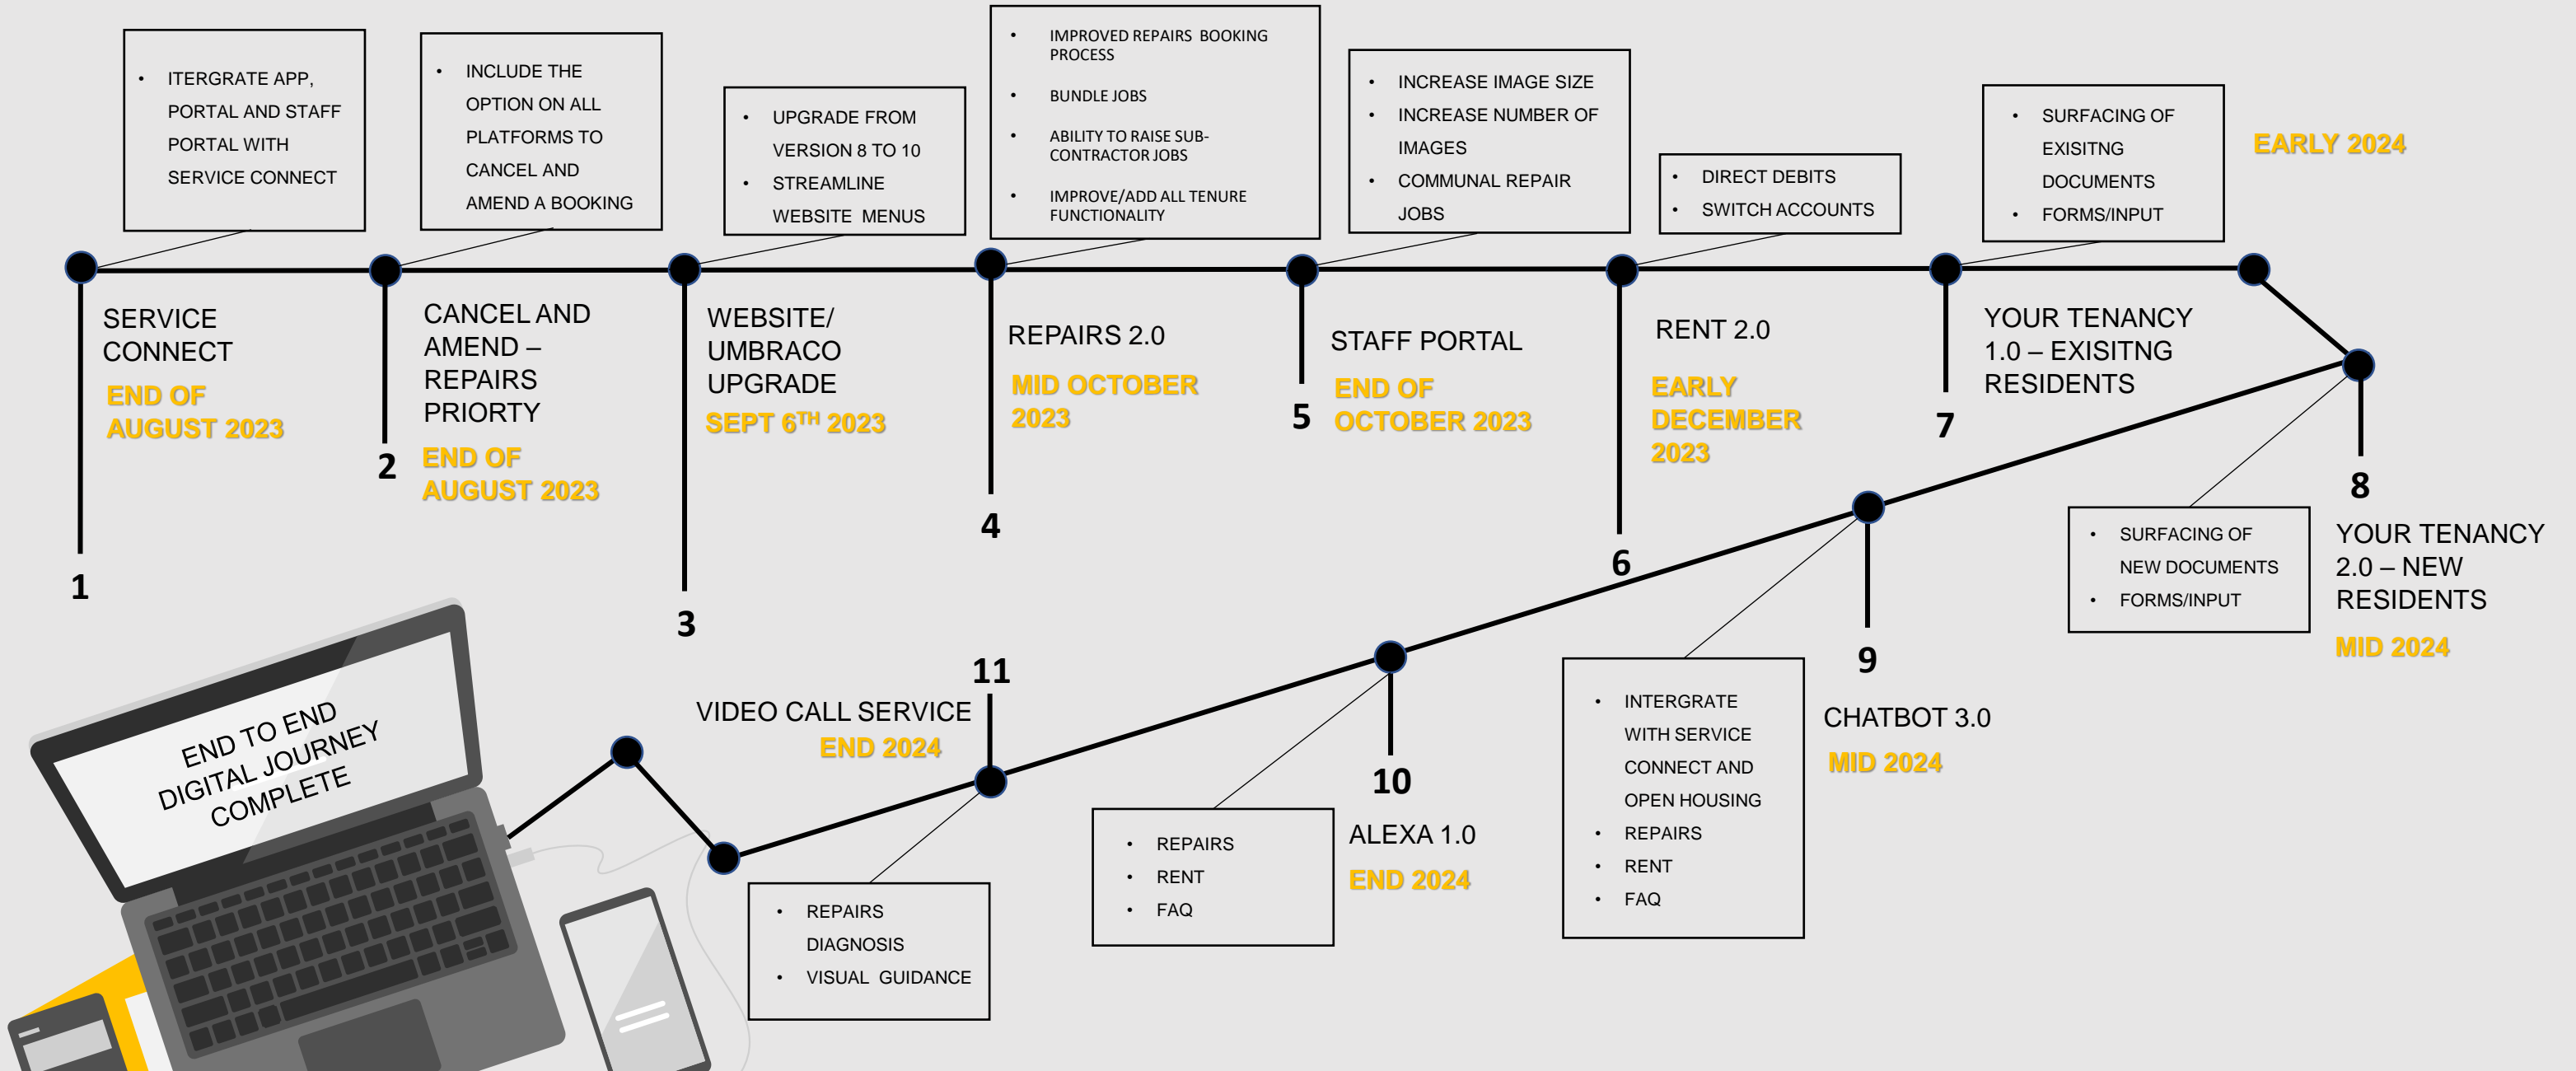 • ITERGRATE APP,
PORTAL AND STAFF
PORTAL WITH
SERVICE CONNECT
SERVICE
CONNECT
END OF
AUGUST 2023
1
• INCLUDE THE
OPTION ON ALL
PLATFORMS TO
CANCEL AND
AMEND A BOOKING
CANCEL AND
AMEND –
REPAIRS
PRIORTY
END OF
AUGUST 2023
2
• UPGRADE FROM
VERSION 8 TO 10
• STREAMLINE
WEBSITE MENUS
WEBSITE/
UMBRACO
UPGRADE
SEPT 6TH 2023
3
• IMPROVED REPAIRS BOOKING
PROCESS
• BUNDLE JOBS
• ABILITY TO RAISE SUB-
CONTRACTOR JOBS
• IMPROVE/ADD ALL TENURE
FUNCTIONALITY
REPAIRS 2.0
MID OCTOBER
2023
4
• INCREASE IMAGE SIZE
• INCREASE NUMBER OF
IMAGES
• COMMUNAL REPAIR
JOBS
STAFF PORTAL
END OF
OCTOBER 2023
5
• DIRECT DEBITS
• SWITCH ACCOUNTS
RENT 2.0
EARLY
DECEMBER
2023
6
• SURFACING OF
EXISITNG
DOCUMENTS
• FORMS/INPUT
EARLY 2024
YOUR TENANCY
1.0 – EXISITNG
RESIDENTS
7
8
• SURFACING OF
NEW DOCUMENTS
• FORMS/INPUT
YOUR TENANCY
2.0 – NEW
RESIDENTS
MID 2024
9
• INTERGRATE
WITH SERVICE
CONNECT AND
OPEN HOUSING
• REPAIRS
• RENT
• FAQ
CHATBOT 3.0
MID 2024
10
• REPAIRS
• RENT
• FAQ
ALEXA 1.0
END 2024
11
VIDEO CALL SERVICE
END 2024
• REPAIRS
DIAGNOSIS
• VISUAL GUIDANCE
END TO END
DIGITAL JOURNEY
COMPLETE